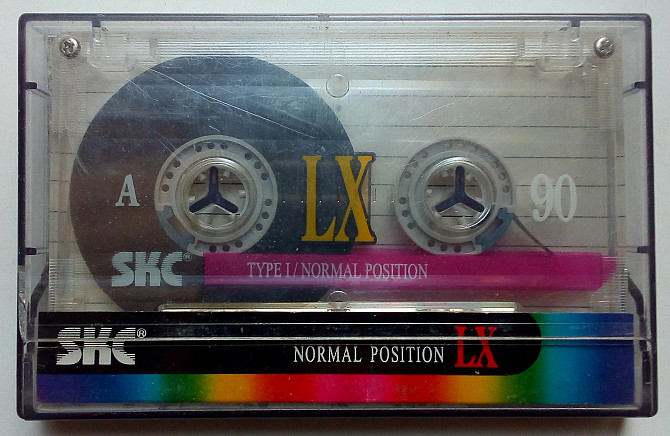 A LX 90
SKC®
TYPE I / NORMAL POSITION
SKC®
NORMAL POSITION LX